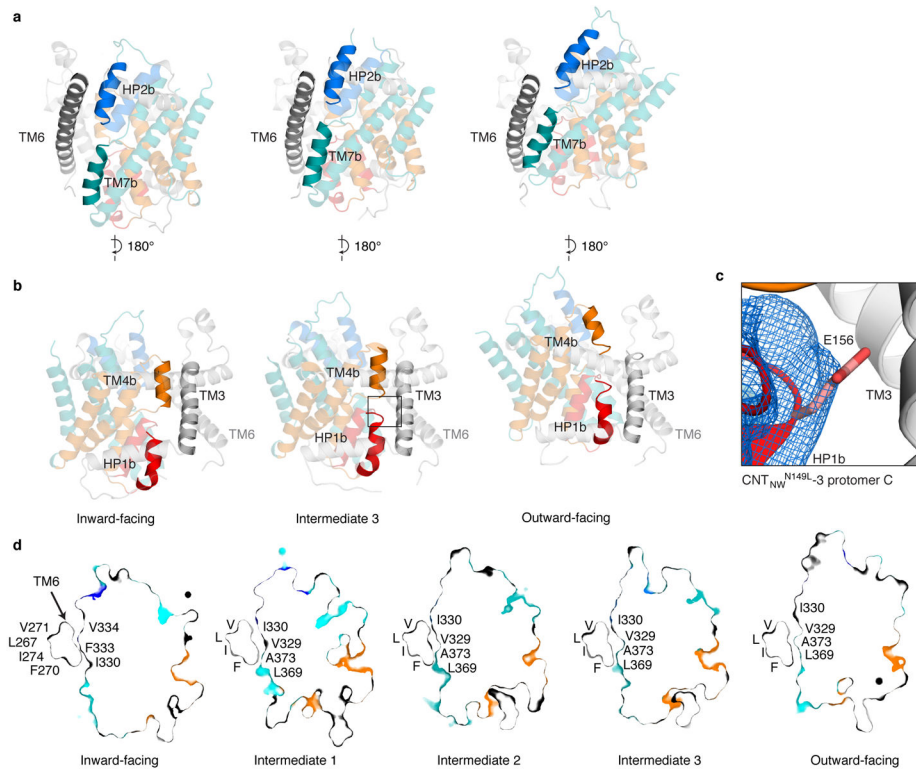 a
HP2b
TM6
TM7b
180°
HP2b
TM6
TM7b
180°
HP2b
TM6
TM7b
180°
b
TM4b
TM3
HP1b
TM6
Inward-facing
TM4b
TM3
HP1b
TM6
Intermediate 3
TM4b
TM3
HP1b
TM6
Outward-facing
c
E156
TM3
HP1b
CNT_NW^N149L-3 protomer C
d
TM6
V271
L267
I274
F270
V334
F333
I330
Inward-facing
V
L
I
F
I330
V329
A373
L369
Intermediate 1
V
L
I
F
I330
V329
A373
L369
Intermediate 2
V
L
I
F
I330
V329
A373
L369
Intermediate 3
V
L
I
F
I330
V329
A373
L369
Outward-facing